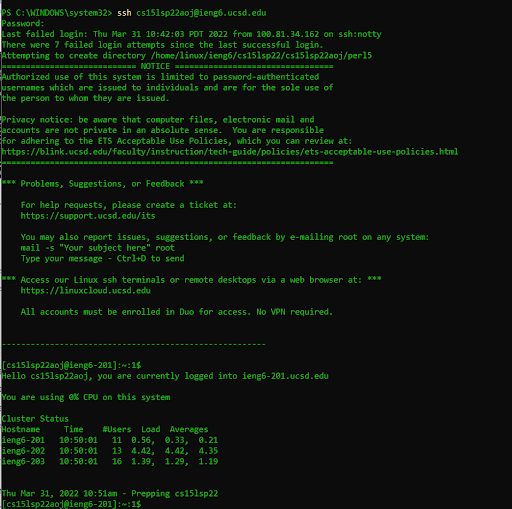 PS C:\WINDOWS\system32> ssh cs15lsp22aoj@ieng6.ucsd.edu
Password:
Last failed login: Thu Mar 31 10:42:03 PDT 2022 from 100.81.34.162 on ssh:notty
There were 7 failed login attempts since the last successful login.
Attempting to create directory /home/linux/ieng6/cs15lsp22/cs15lsp22aoj/perl5
============================ NOTICE =================================
Authorized use of this system is limited to password-authenticated
usernames which are issued to individuals and are for the sole use of
the person to whom they are issued.
Privacy notice: be aware that computer files, electronic mail and
accounts are not private in an absolute sense.  You are responsible
for adhering to the ETS Acceptable Use Policies, which you can review at:
https://blink.ucsd.edu/faculty/instruction/tech-guide/policies/ets-acceptable-use-policies.html
=====================================================================
*** Problems, Suggestions, or Feedback ***
For help requests, please create a ticket at:
https://support.ucsd.edu/its
You may also report issues, suggestions, or feedback by e-mailing root on any system:
mail -s "Your subject here" root
Type your message - Ctrl+D to send
*** Access our Linux ssh terminals or remote desktops via a web browser at: ***
https://linuxcloud.ucsd.edu
All accounts must be enrolled in Duo for access. No VPN required.
-------------------------------------------------------
[cs15lsp22aoj@ieng6-201]:~:1$
Hello cs15lsp22aoj, you are currently logged into ieng6-201.ucsd.edu
You are using 0% CPU on this system
Cluster Status
Hostname     Time    #Users  Load  Averages
ieng6-201   10:50:01   11  0.56,  0.33,  0.21
ieng6-202   10:50:01   13  4.42,  4.42,  4.35
ieng6-203   10:50:01   16  1.39,  1.29,  1.19
Thu Mar 31, 2022 10:51am - Prepping cs15lsp22
[cs15lsp22aoj@ieng6-201]:~:1$